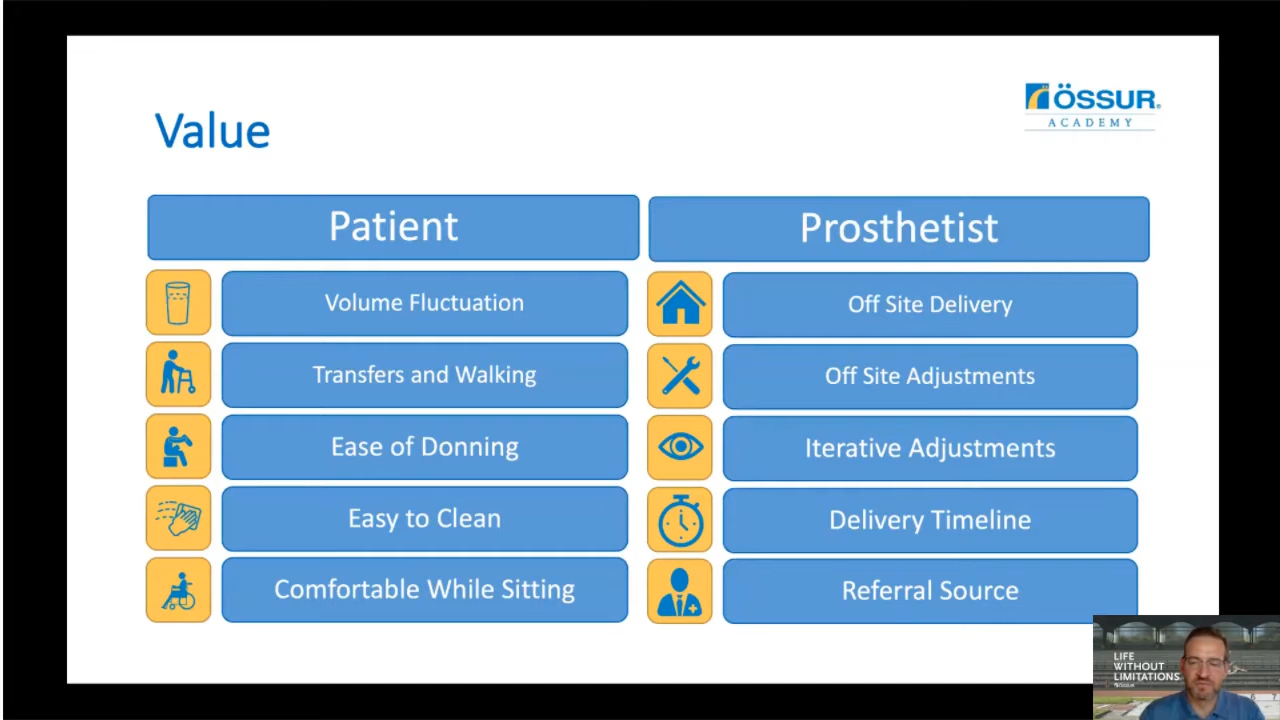 Value
ÖSSUR®
ACADEMY
Patient
Prosthetist
Volume Fluctuation
Off Site Delivery
Transfers and Walking
Off Site Adjustments
Ease of Donning
Iterative Adjustments
Easy to Clean
Delivery Timeline
Comfortable While Sitting
Referral Source
LIFE
WITHOUT
LIMITATIONS